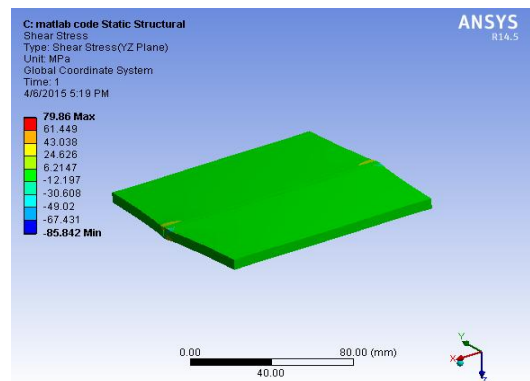 C: matlab code Static Structural
Shear Stress
Type: Shear Stress(YZ Plane)
Unit: MPa
Global Coordinate System
Time: 1
4/6/2015 5:19 PM
79.86 Max
61.449
43.038
24.626
6.2147
-12.197
-30.608
-49.02
-67.431
-85.842 Min
ANSYS
R14.5
0.00
80.00 (mm)
40.00
Y
X
Z